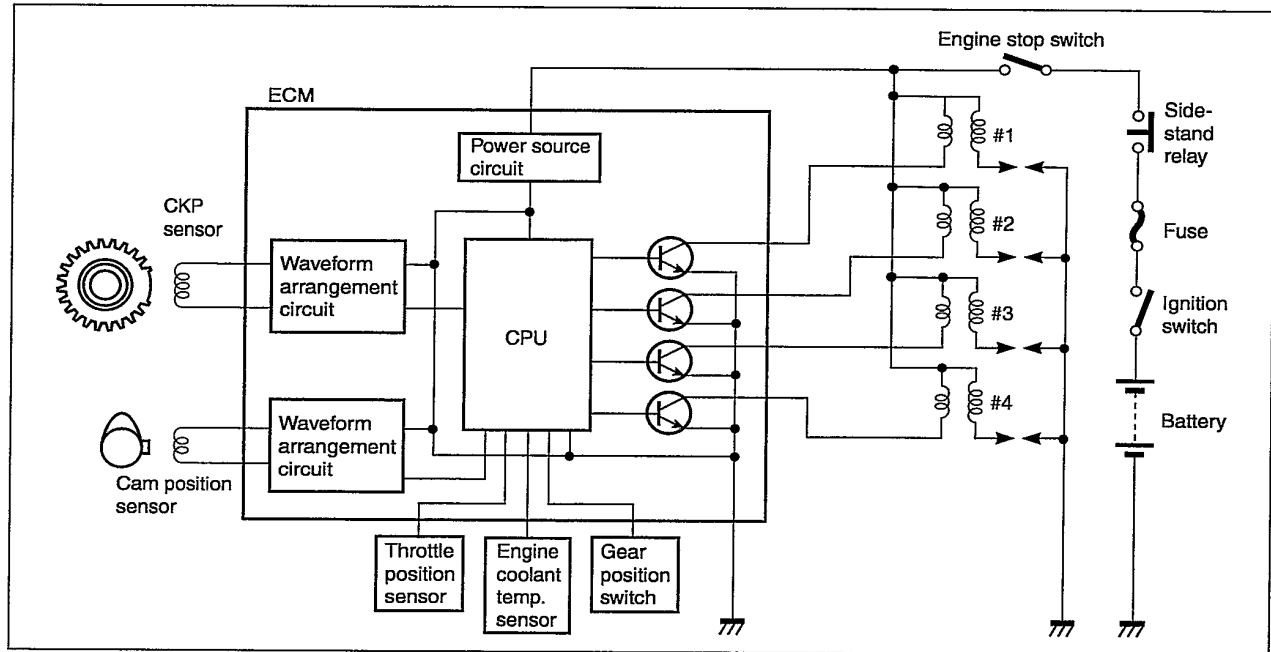 Engine stop switch
ECM
Side-
stand
relay
Power source
circuit
#1
CKP
sensor
#2
Fuse
Waveform
arrangement
circuit
CPU
#3
Ignition
switch
#4
Battery
Waveform
arrangement
circuit
Cam position
sensor
Throttle
position
sensor
Engine
coolant
temp.
sensor
Gear
position
switch